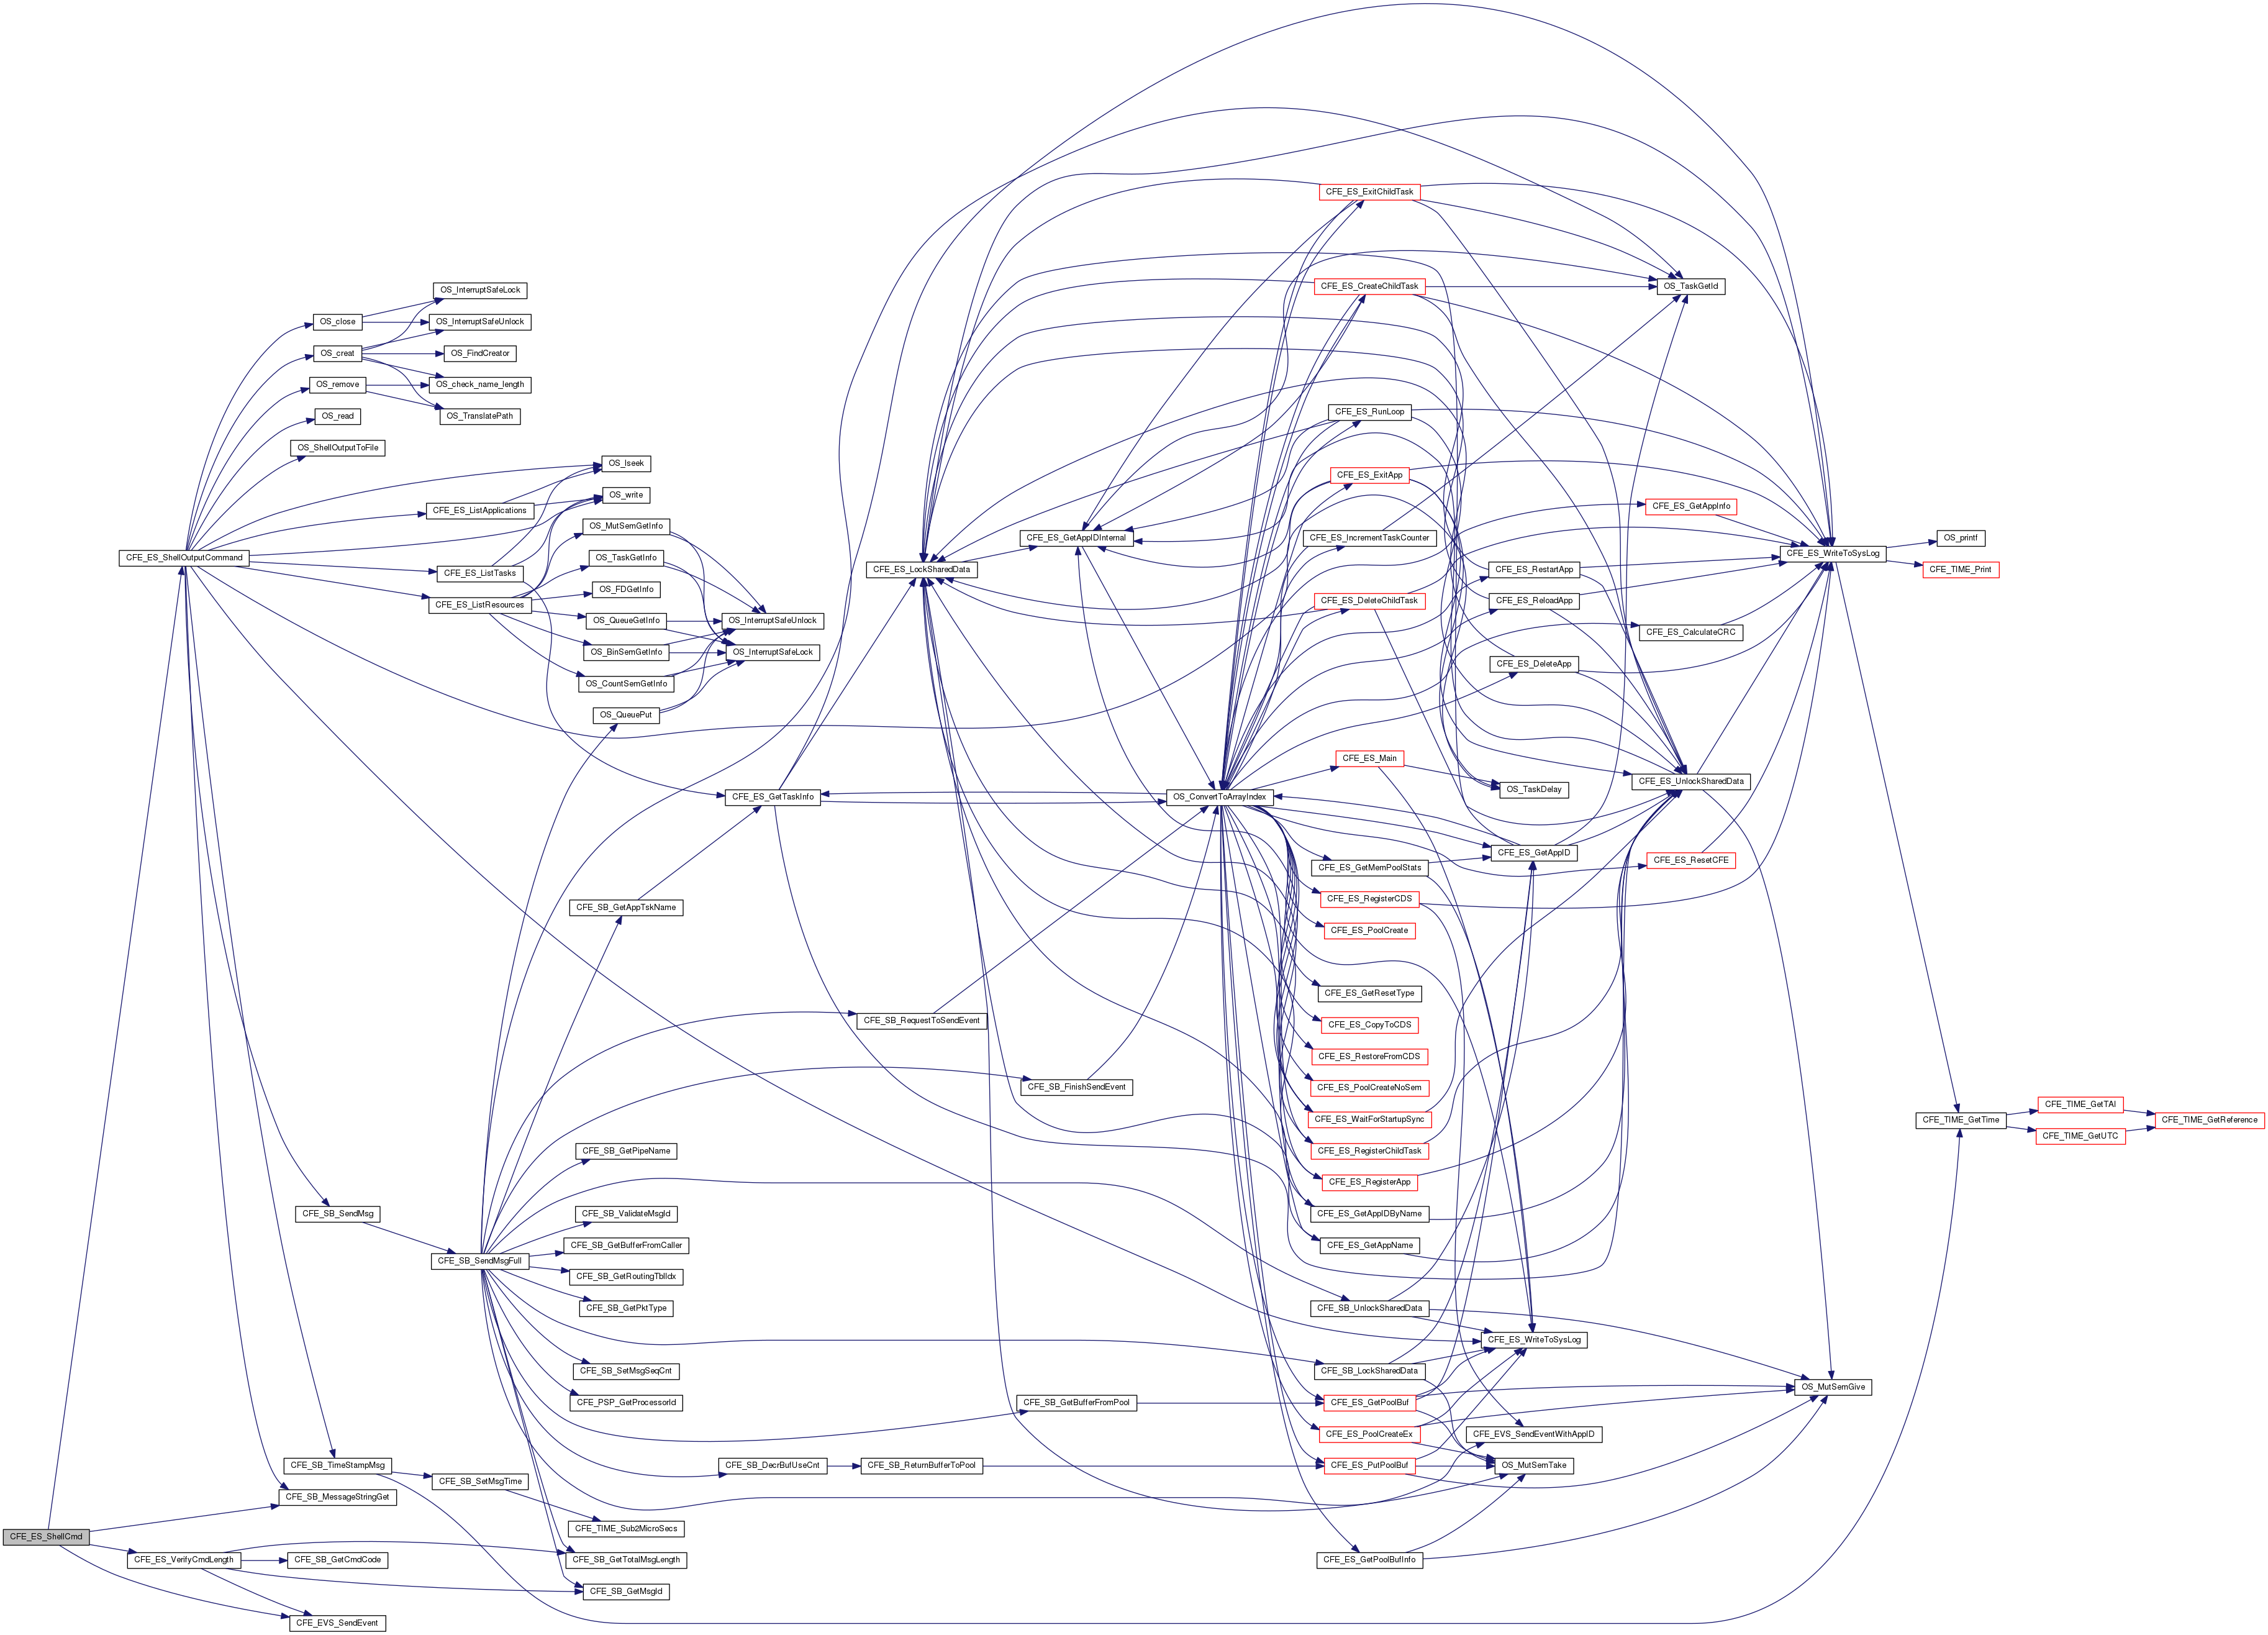 CFE_ES_ExitChildTask
OS_InterruptSafeLock
CFE_ES_CreateChildTask
OS_TaskGetId
OS_close
OS_InterruptSafeUnlock
OS_creat
OS_FindCreator
OS_remove
OS_check_name_length
OS_read
OS_TranslatePath
CFE_ES_RunLoop
OS_ShellOutputToFile
OS_lseek
CFE_ES_ExitApp
OS_write
CFE_ES_ListApplications
CFE_ES_GetAppInfo
OS_MutSemGetInfo
CFE_ES_GetAppIDInternal
CFE_ES_IncrementTaskCounter
OS_printf
CFE_ES_ShellOutputCommand
OS_TaskGetInfo
CFE_ES_WriteToSysLog
CFE_ES_ListTasks
CFE_ES_LockSharedData
CFE_ES_RestartApp
CFE_TIME_Print
OS_FDGetInfo
CFE_ES_ListResources
CFE_ES_DeleteChildTask
CFE_ES_ReloadApp
OS_QueueGetInfo
OS_InterruptSafeUnlock
CFE_ES_CalculateCRC
OS_BinSemGetInfo
OS_InterruptSafeLock
CFE_ES_DeleteApp
OS_CountSemGetInfo
OS_QueuePut
CFE_ES_Main
CFE_ES_UnlockSharedData
OS_TaskDelay
CFE_ES_GetTaskInfo
OS_ConvertToArrayIndex
CFE_ES_GetAppID
CFE_ES_GetMemPoolStats
CFE_ES_ResetCFE
CFE_ES_RegisterCDS
CFE_SB_GetAppTskName
CFE_ES_PoolCreate
CFE_ES_GetResetType
CFE_SB_RequestToSendEvent
CFE_ES_CopyToCDS
CFE_ES_RestoreFromCDS
CFE_SB_FinishSendEvent
CFE_ES_PoolCreateNoSem
CFE_TIME_GetTAI
CFE_ES_WaitForStartupSync
CFE_TIME_GetTime
CFE_TIME_GetReference
CFE_TIME_GetUTC
CFE_SB_GetPipeName
CFE_ES_RegisterChildTask
CFE_ES_RegisterApp
CFE_SB_SendMsg
CFE_SB_ValidateMsgId
CFE_ES_GetAppIDByName
CFE_SB_GetBufferFromCaller
CFE_ES_GetAppName
CFE_SB_SendMsgFull
CFE_SB_GetRoutingTblIdx
CFE_SB_GetPktType
CFE_SB_UnlockSharedData
CFE_ES_WriteToSysLog
CFE_SB_SetMsgSeqCnt
CFE_SB_LockSharedData
OS_MutSemGive
CFE_PSP_GetProcessorId
CFE_SB_GetBufferFromPool
CFE_ES_GetPoolBuf
CFE_ES_PoolCreateEx
CFE_EVS_SendEventWithAppID
CFE_SB_TimeStampMsg
CFE_SB_DecrBufUseCnt
CFE_SB_ReturnBufferToPool
CFE_ES_PutPoolBuf
OS_MutSemTake
CFE_SB_SetMsgTime
CFE_SB_MessageStringGet
CFE_TIME_Sub2MicroSecs
CFE_ES_ShellCmd
CFE_ES_VerifyCmdLength
CFE_SB_GetCmdCode
CFE_SB_GetTotalMsgLength
CFE_ES_GetPoolBufInfo
CFE_SB_GetMsgId
CFE_EVS_SendEvent